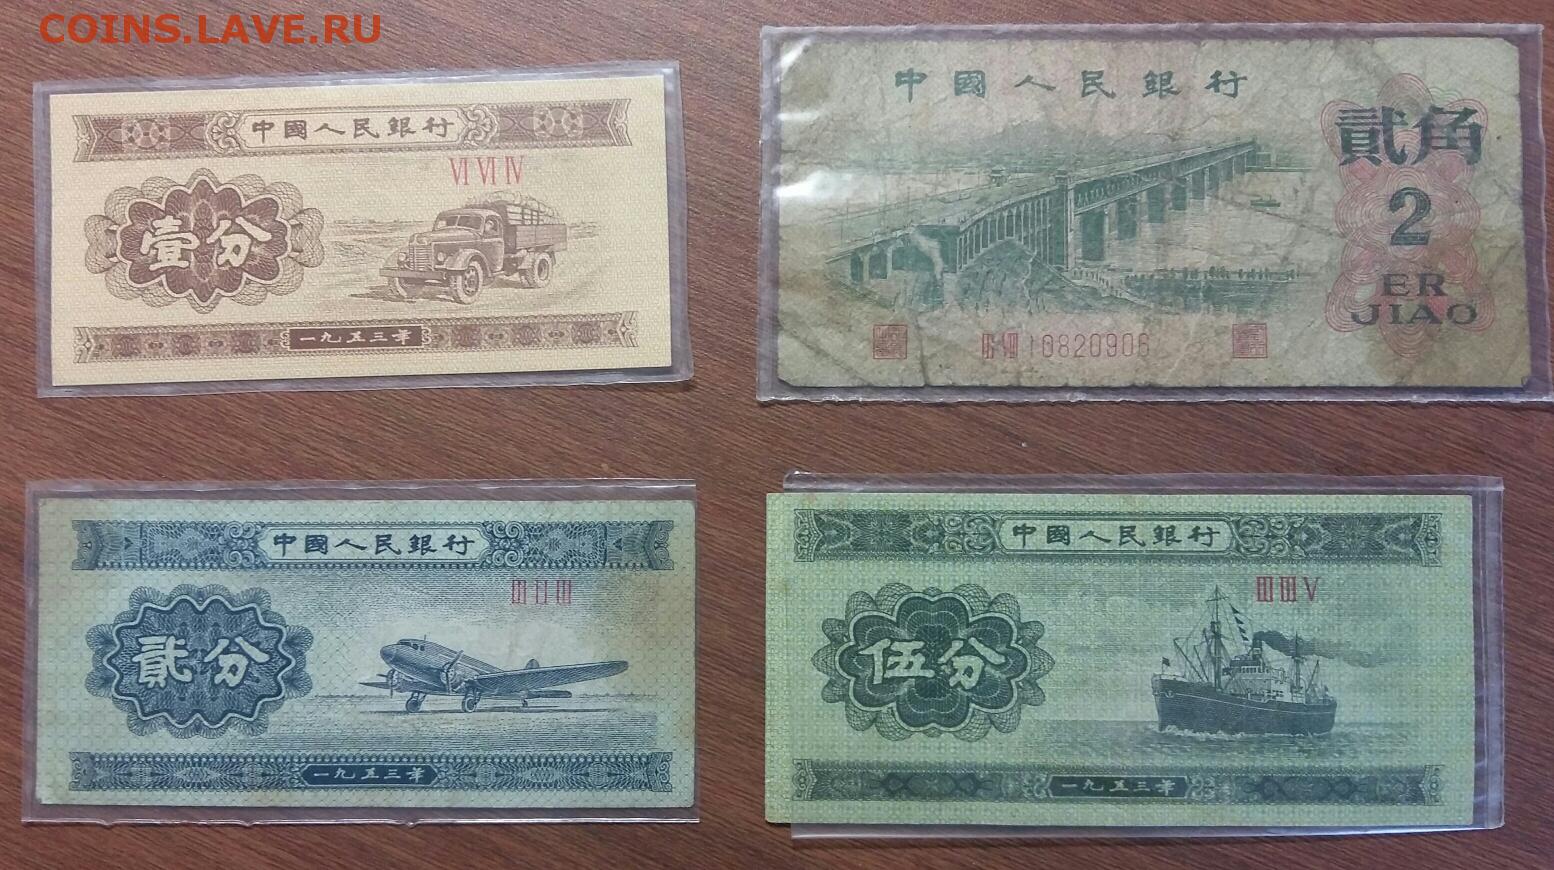 COINS.LAVE.RU
中國人民銀行
VI VI IV
壹分
一九五三年
中國人民銀行
貳角
2
ER
JIAO
10820906
中國人民銀行
III II III
貳分
一九五三年
中國人民銀行
III III V
伍分
一九五三年